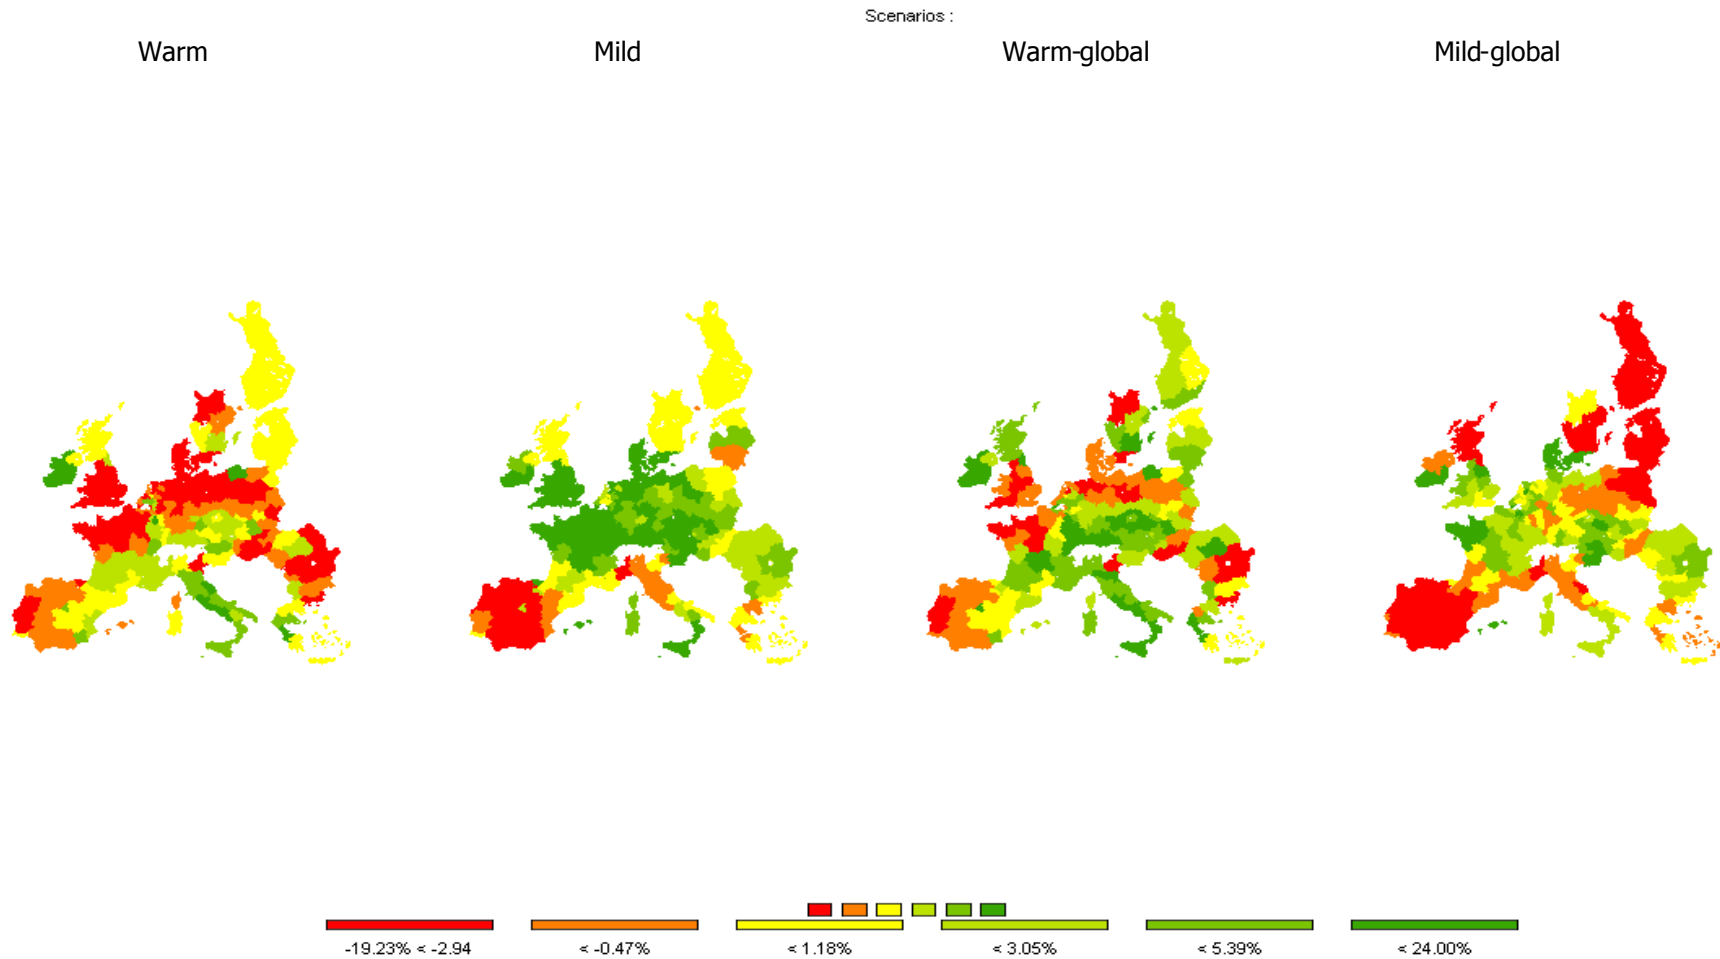 Scenarios :
Warm Mild Warm-global Mild-global
-19.23% < -2.94 < -0.47% < 1.18% < 3.05% < 5.39% < 24.00%